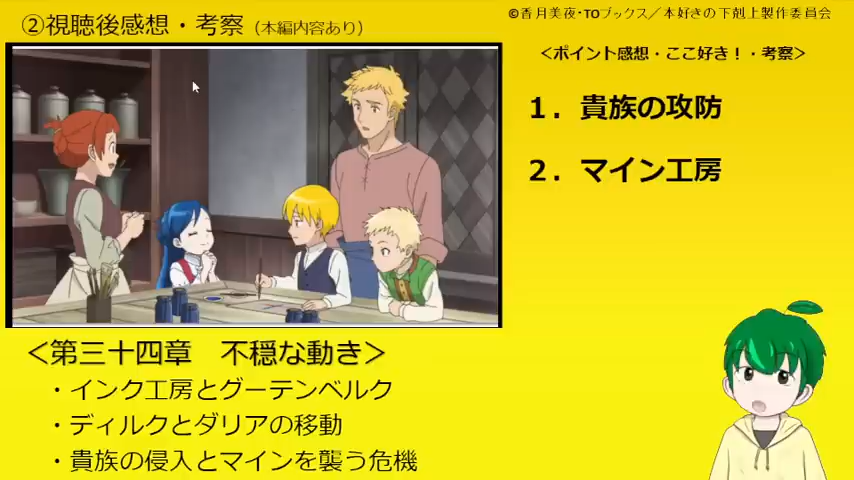 ②視聴後感想・考察（本編内容あり）
©香月美夜・TOブックス／本好きの下剋上製作委員会
＜ポイント感想・ここ好き！・考察＞
１．貴族の攻防
２．マイン工房
＜第三十四章　不穏な動き＞
・インク工房とグーテンベルク
・ディルクとダリアの移動
・貴族の侵入とマインを襲う危機